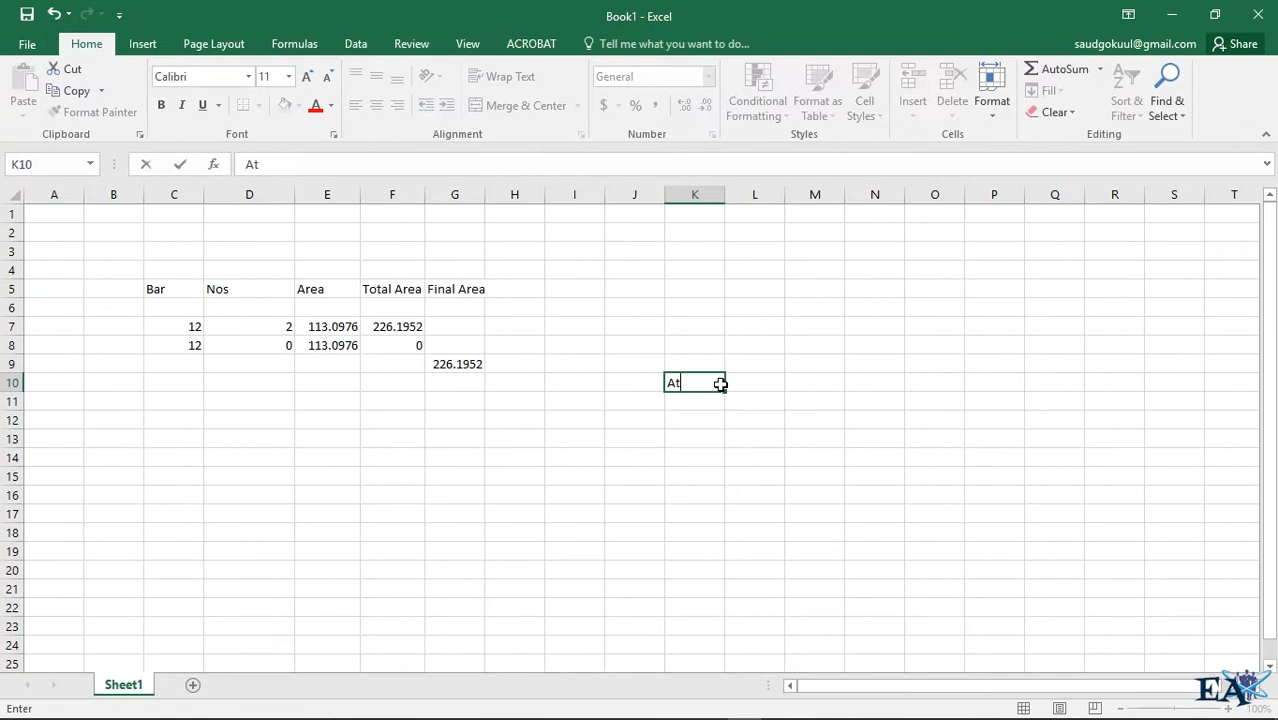 Book1 - Excel
File Home Insert Page Layout Formulas Data Review View ACROBAT Tell me what you want to do... saudgokuul@gmail.com Share
Cut
Copy
Format Painter
Paste
Clipboard
Calibri 11 A A
B I U A
Font
Wrap Text
Merge & Center
Alignment
General
$ % ,
Number
Conditional Formatting
Format as Table
Cell Styles
Styles
Insert Delete Format
Cells
AutoSum
Fill
Clear
Sort & Filter
Find & Select
Editing
K10 fx At
A B C D E F G H I J K L M N O P Q R S T
1
2
3
4
5 Bar Nos Area Total Area Final Area
6
7 12 2 113.0976 226.1952
8 12 0 113.0976 0
9 226.1952
10 At
11
12
13
14
15
16
17
18
19
20
21
22
23
24
25
Sheet1
Enter 100%
EA